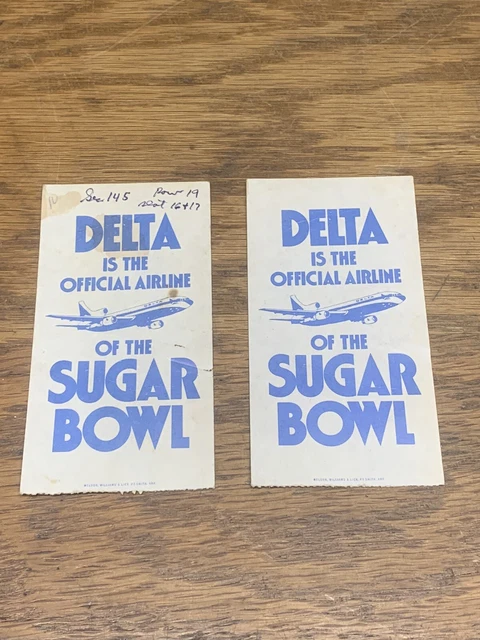 Sec 145 Row 19
seat 16+17
DELTA
IS THE
OFFICIAL AIRLINE
OF THE
SUGAR
BOWL
DELTA
IS THE
OFFICIAL AIRLINE
OF THE
SUGAR
BOWL